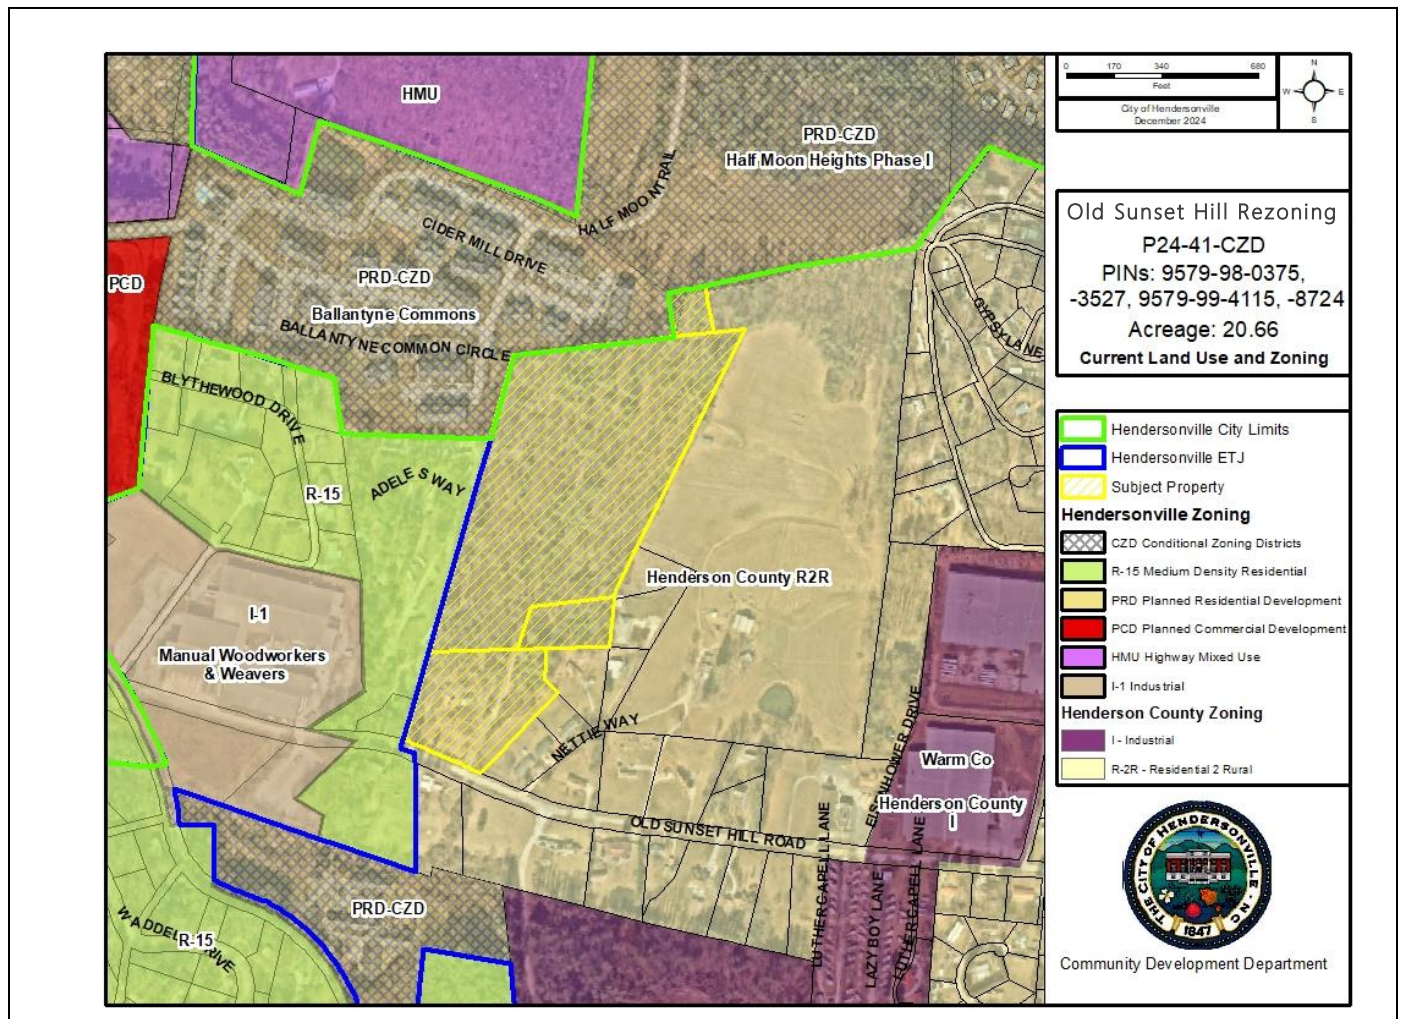 HMU
PRD-CZD
Half Moon Heights Phase I
HALF MOON TRAIL
CIDER MILL DRIVE
PRD-CZD
PCD
Ballantyne Commons
BALLANTYNE COMMON CIRCLE
GYPSY LANE
BLYTHEWOOD DRIVE
ADELE S WAY
R-15
Henderson County R2R
I-1
Manual Woodworkers
& Weavers
NETTIE WAY
EISENHOWER DRIVE
Warm Co
Henderson County
I
OLD SUNSET HILL ROAD
LUTHER CAPELL LANE
LAZY BOY LANE
LUTHER CAPELL LANE
PRD-CZD
R-15
WADDELL DRIVE
0 170 340 680
Feet
City of Hendersonville
December 2024
N
W E
S
Old Sunset Hill Rezoning
P24-41-CZD
PINs: 9579-98-0375,
-3527, 9579-99-4115, -8724
Acreage: 20.66
Current Land Use and Zoning
Hendersonville City Limits
Hendersonville ETJ
Subject Property
Hendersonville Zoning
CZD Conditional Zoning Districts
R-15 Medium Density Residential
PRD Planned Residential Development
PCD Planned Commercial Development
HMU Highway Mixed Use
I-1 Industrial
Henderson County Zoning
I - Industrial
R-2R - Residential 2 Rural
THE CITY OF HENDERSONVILLE, N.C.
1847
Community Development Department